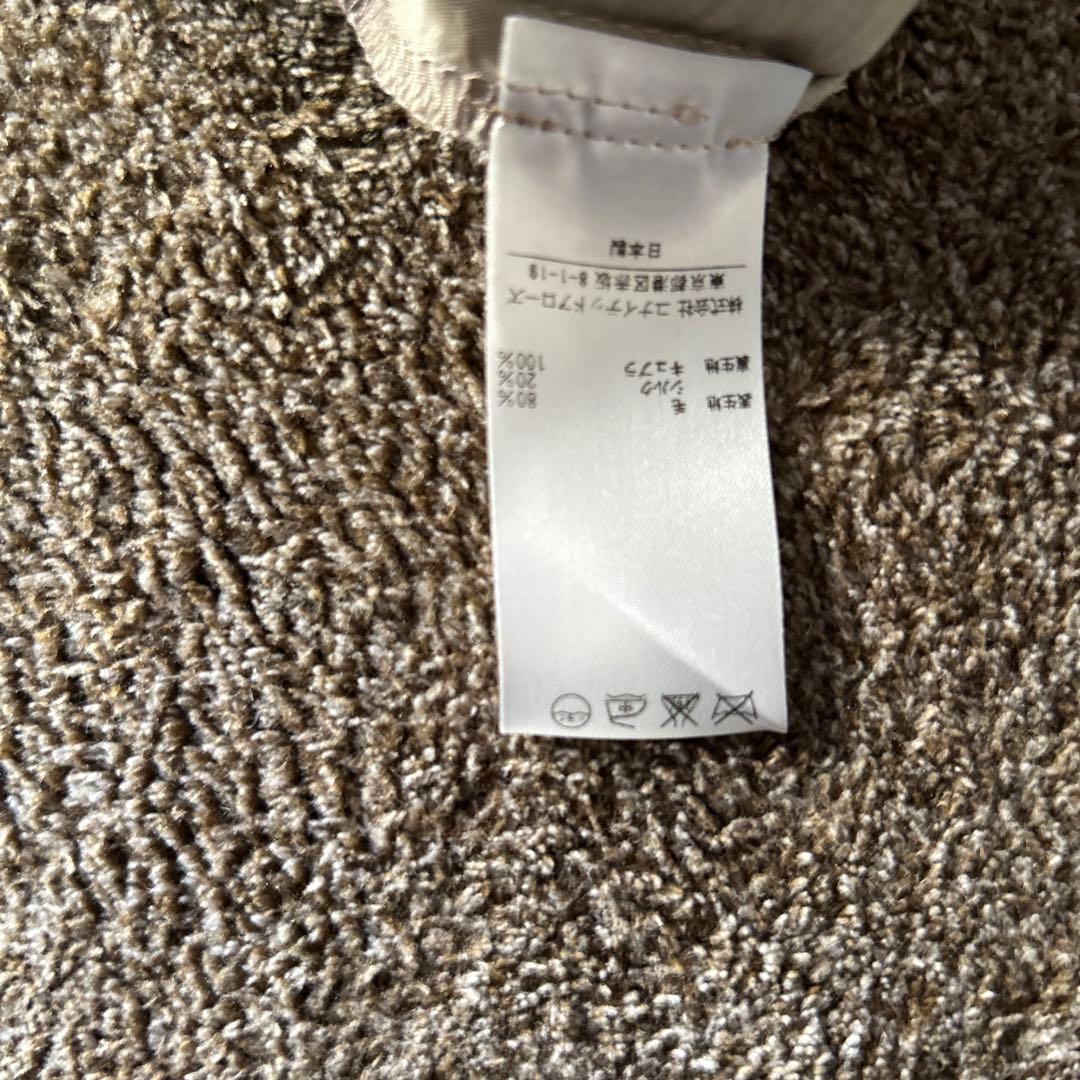 表生地 毛 80%
シルク 20%
裏生地 キュプラ 100%
株式会社 ユナイテッドアローズ
東京都港区赤坂 8-1-19
日本製